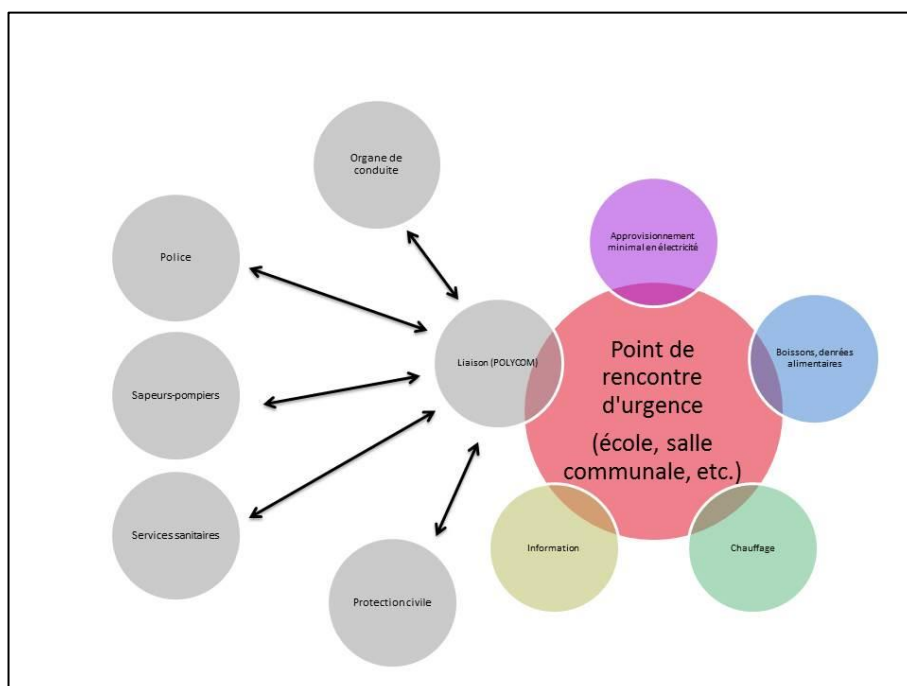 Organe de
conduite
Police
Sapeurs-pompiers
Services sanitaires
Protection civile
Liaison (POLYCOM)
Approvisionnement
minimal en électricité
Boissons, denrées
alimentaires
Point de
rencontre
d'urgence
(école, salle
communale, etc.)
Information
Chauffage